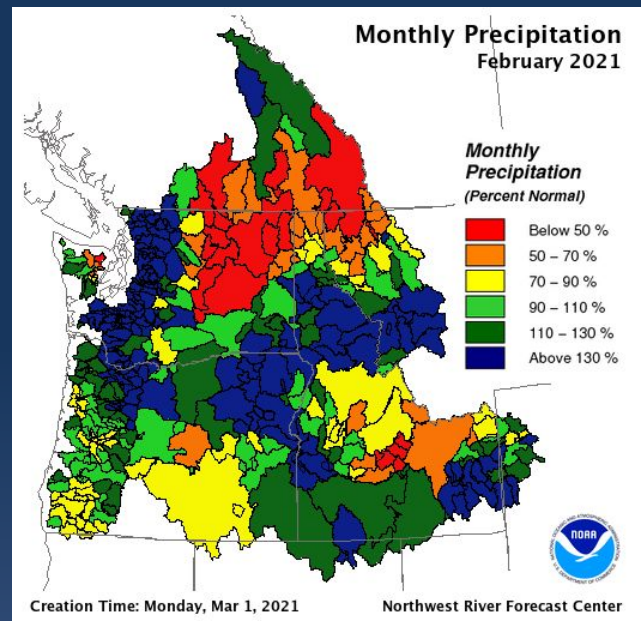 Monthly Precipitation
February 2021
Monthly
Precipitation
(Percent Normal)
Below 50 %
50 - 70 %
70 - 90 %
90 - 110 %
110 - 130 %
Above 130 %
NOAA
Creation Time: Monday, Mar 1, 2021
Northwest River Forecast Center